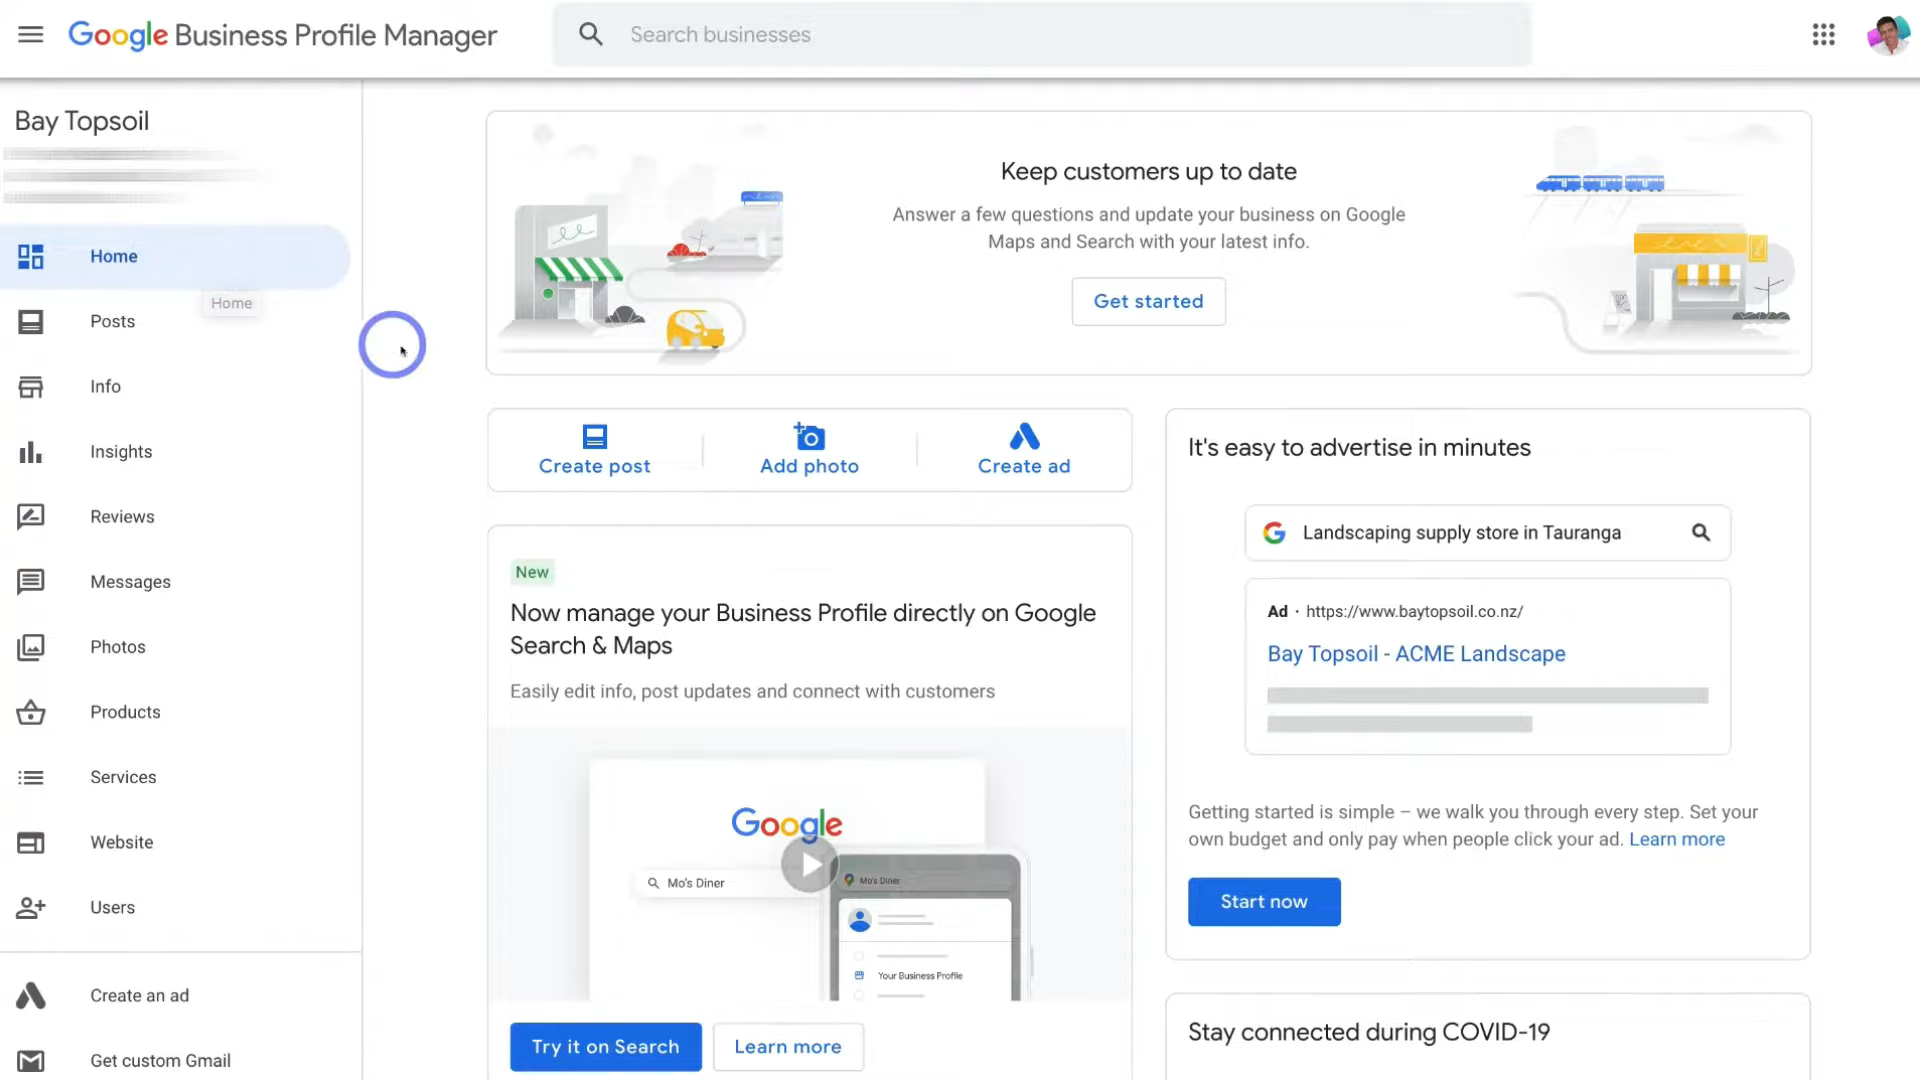 Google Business Profile Manager
Search businesses
Bay Topsoil
Home
Home
Posts
Info
Insights
Reviews
Messages
Photos
Products
Services
Website
Users
Create an ad
Get custom Gmail
Keep customers up to date
Answer a few questions and update your business on Google
Maps and Search with your latest info.
Get started
Create post
Add photo
Create ad
New
Now manage your Business Profile directly on Google
Search & Maps
Easily edit info, post updates and connect with customers
Google
Mo's Diner
Mo's Diner
Your Business Profile
Try it on Search
Learn more
It's easy to advertise in minutes
Landscaping supply store in Tauranga
Ad · https://www.baytopsoil.co.nz/
Bay Topsoil - ACME Landscape
Getting started is simple – we walk you through every step. Set your
own budget and only pay when people click your ad. Learn more
Start now
Stay connected during COVID-19